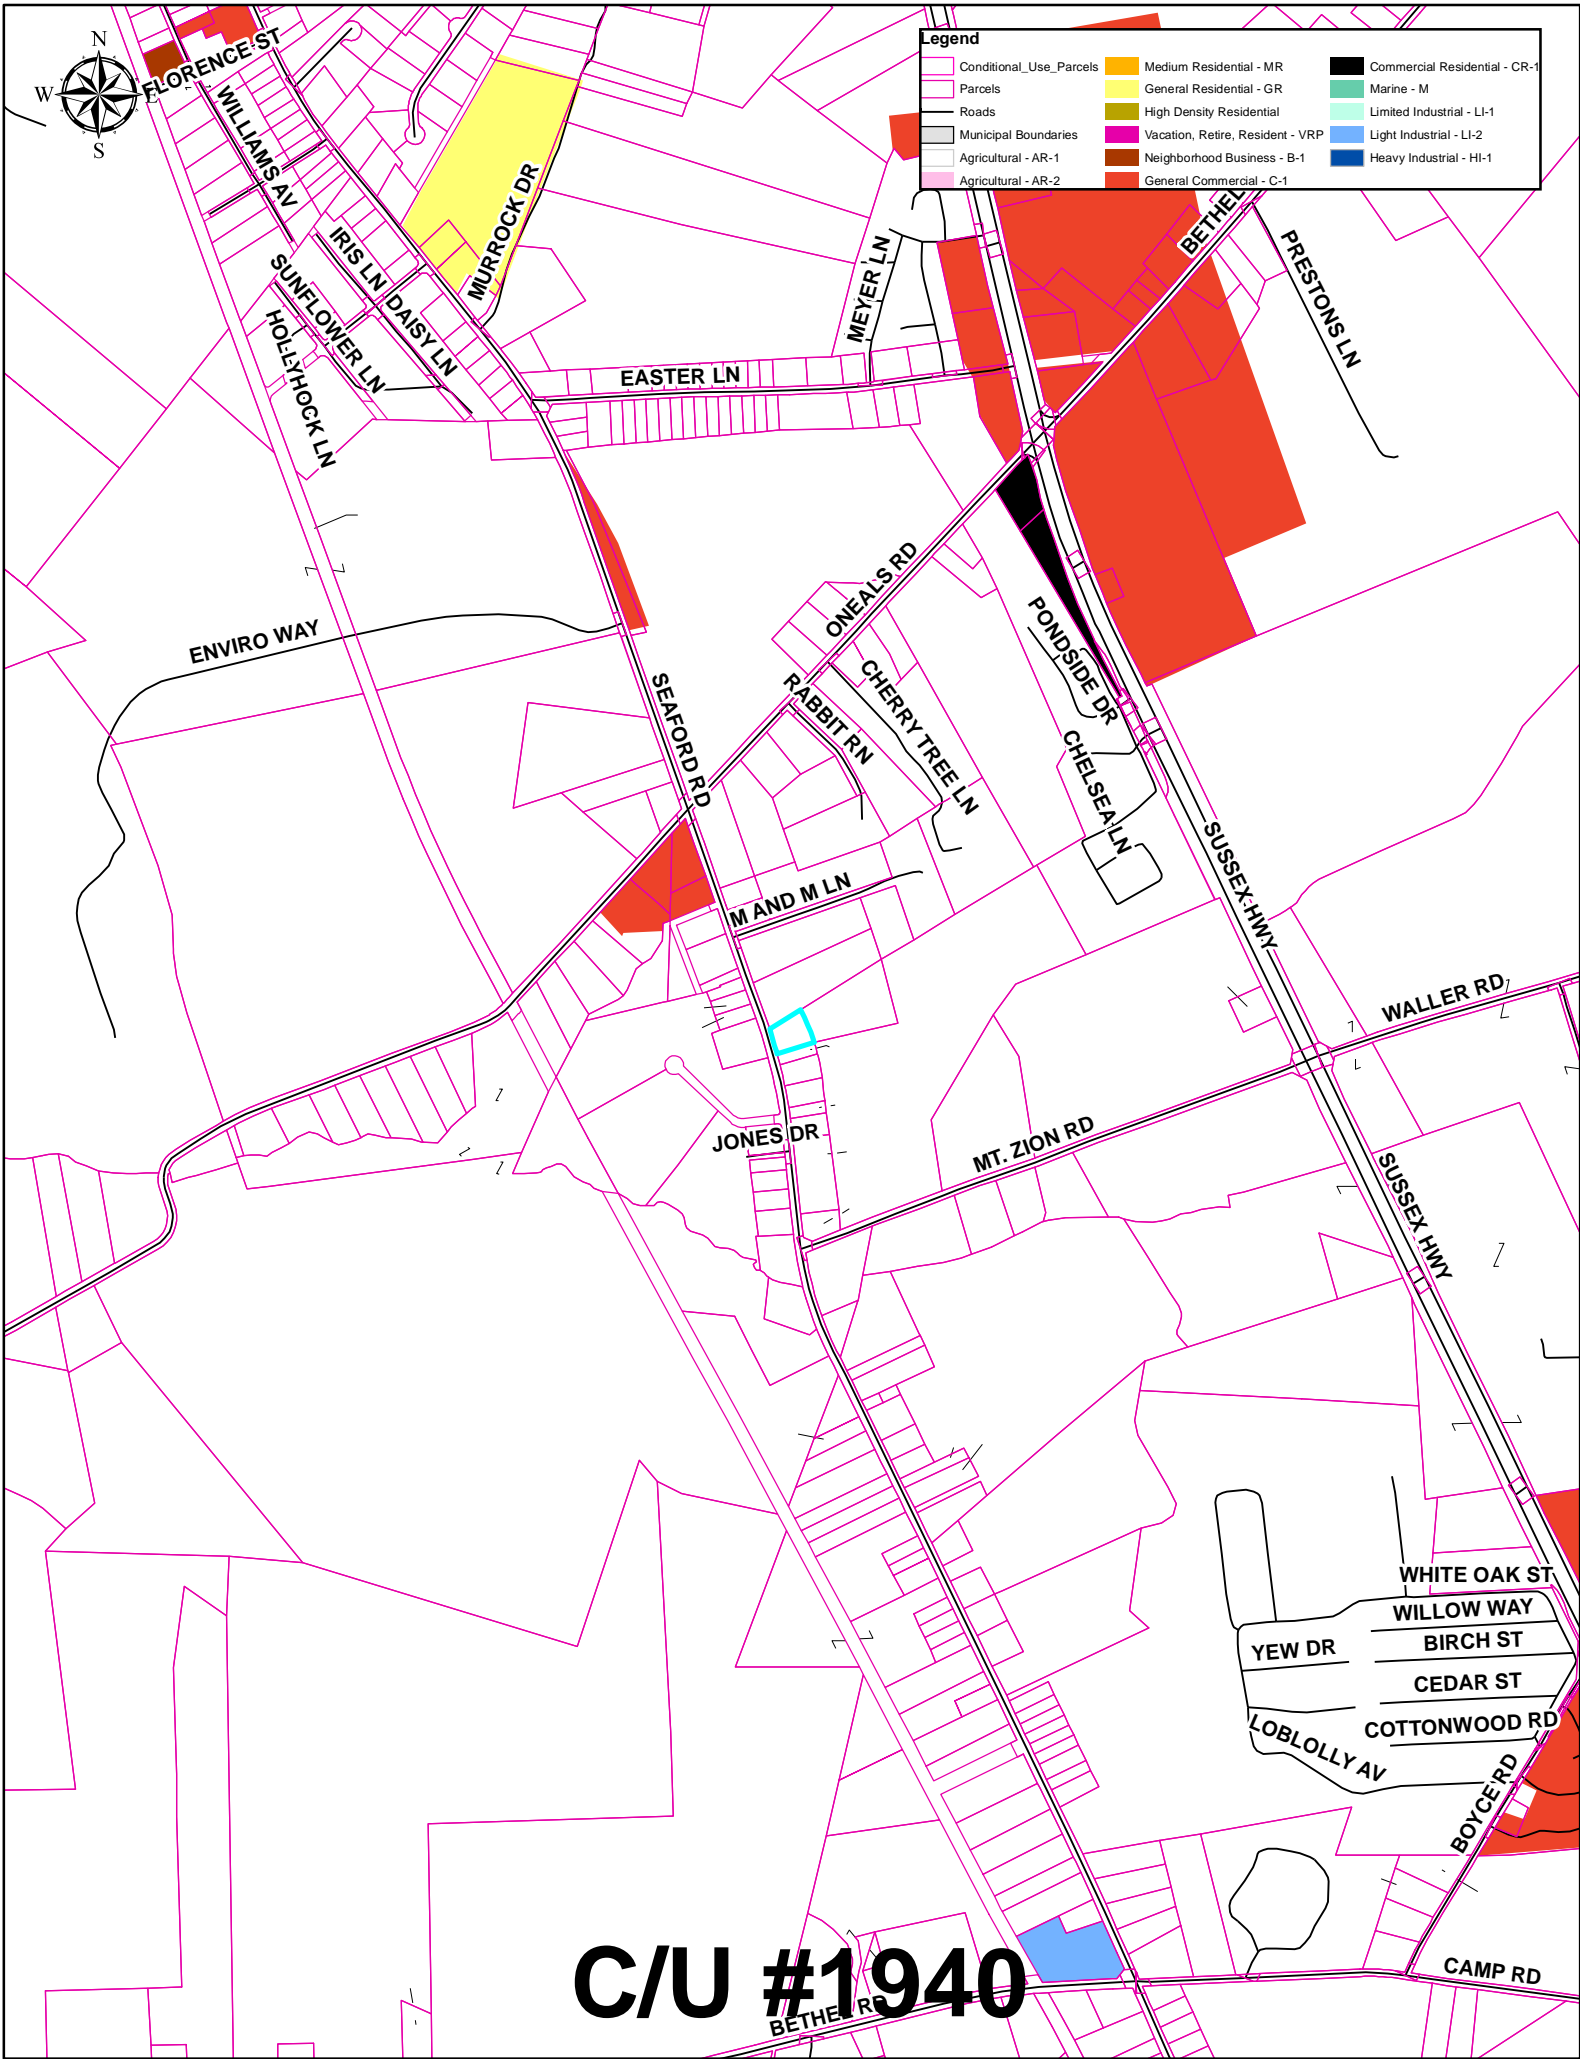 Legend
Conditional_Use_Parcels
Parcels
Roads
Municipal Boundaries
Agricultural - AR-1
Agricultural - AR-2
Medium Residential - MR
General Residential - GR
High Density Residential
Vacation, Retire, Resident - VRP
Neighborhood Business - B-1
General Commercial - C-1
Commercial Residential - CR-1
Marine - M
Limited Industrial - LI-1
Light Industrial - LI-2
Heavy Industrial - HI-1
N
W
E
S
FLORENCE ST
WILLIAMS AV
MURROCK DR
IRIS LN
DAISY LN
SUNFLOWER LN
HOLLYHOCK LN
MEYER LN
BETHEL
PRESTONS LN
EASTER LN
ENVIRO WAY
ONEALS RD
PONDSIDE DR
SEAFORD RD
RABBIT RN
CHERRY TREE LN
CHELSEA LN
SUSSEX HWY
M AND M LN
WALLER RD
JONES DR
MT. ZION RD
SUSSEX HWY
WHITE OAK ST
WILLOW WAY
YEW DR
BIRCH ST
CEDAR ST
LOBLOLLY AV
COTTONWOOD RD
BOYCE RD
CAMP RD
C/U #1940
BETHEL RD